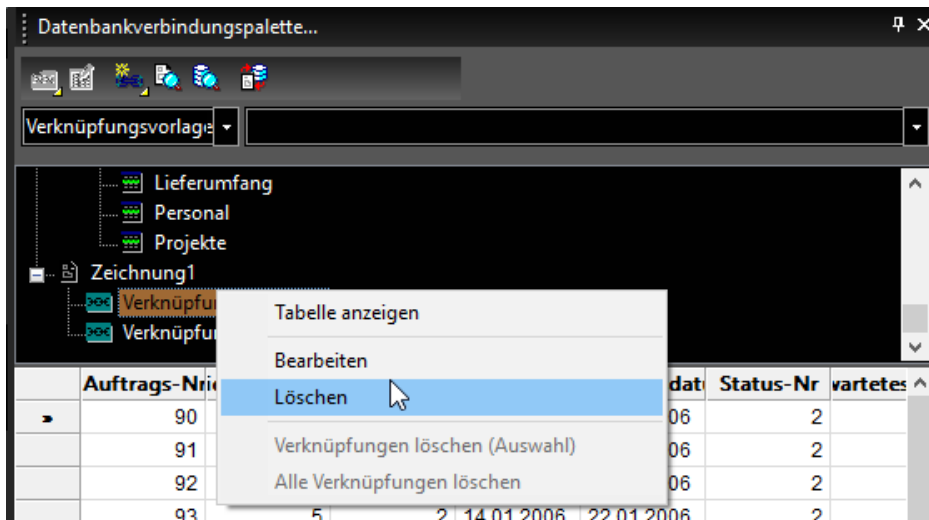 Datenbankverbindungspalette...
Verknüpfungsvorlage
Lieferumfang
Personal
Projekte
Zeichnung1
Tabelle anzeigen
Bearbeiten
Löschen
Verknüpfungen löschen (Auswahl)
Alle Verknüpfungen löschen
Auftrags-Nr Status-Nr
90 06 2
91 06 2
92 06 2
93 5 2 14.01.2006 22.01.2006 2